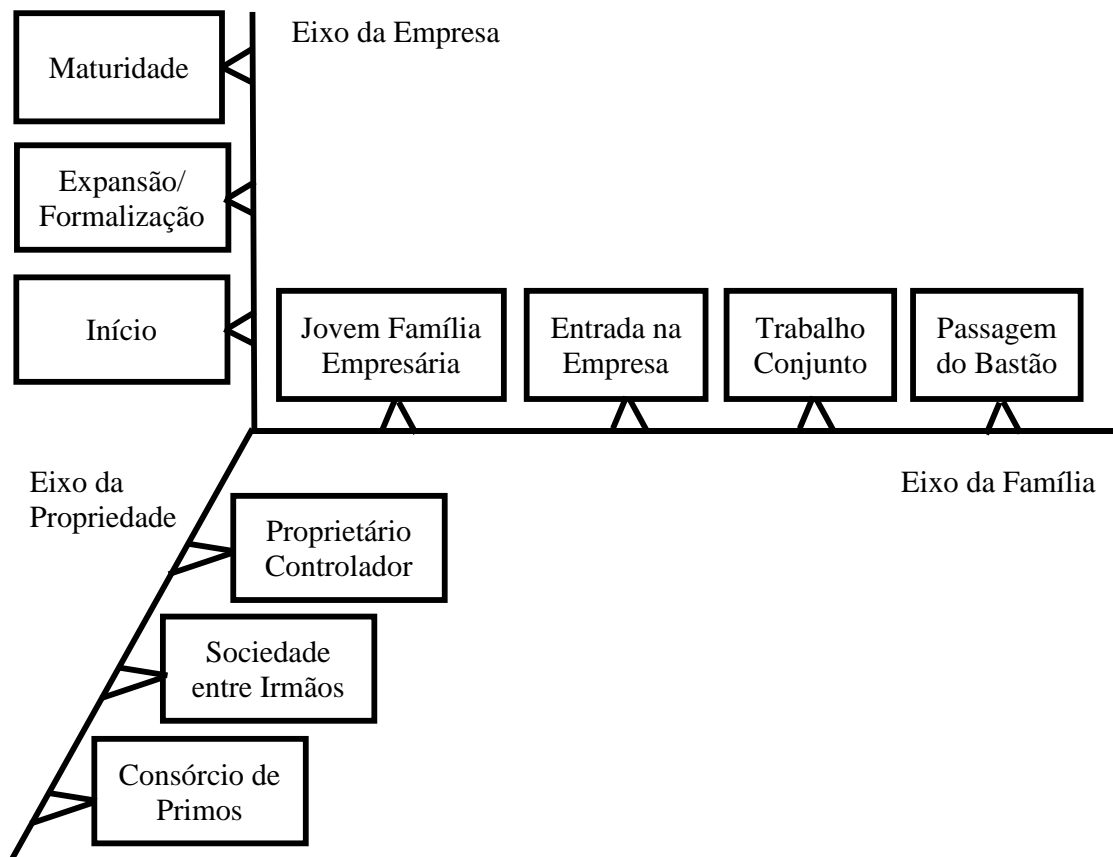 Eixo da Empresa
Maturidade
Expansão/
Formalização
Início
Jovem Família
Empresária
Entrada na
Empresa
Trabalho
Conjunto
Passagem
do Bastão
Eixo da Família
Eixo da
Propriedade
Proprietário
Controlador
Sociedade
entre Irmãos
Consórcio de
Primos